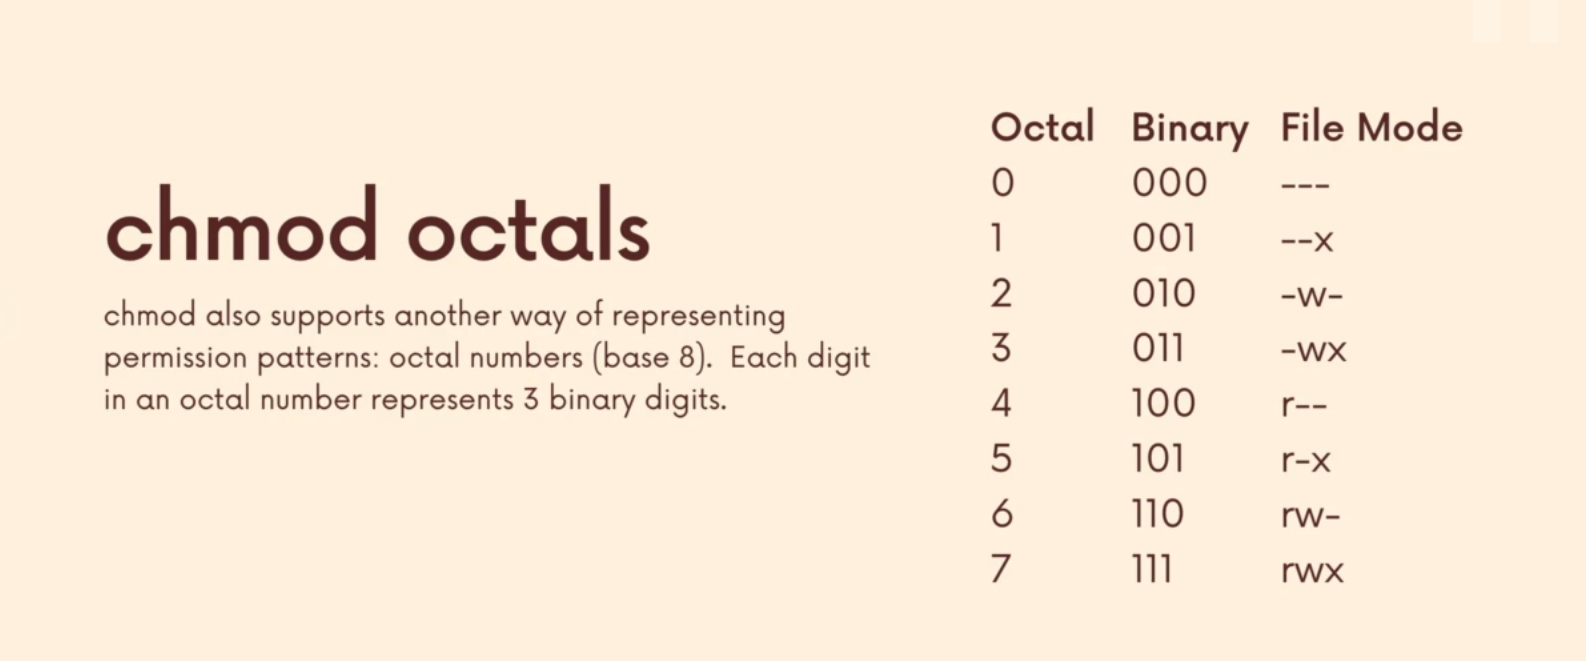 chmod octals
chmod also supports another way of representing
permission patterns: octal numbers (base 8).  Each digit
in an octal number represents 3 binary digits.
Octal Binary File Mode
0 000 ---
1 001 --x
2 010 -w-
3 011 -wx
4 100 r--
5 101 r-x
6 110 rw-
7 111 rwx